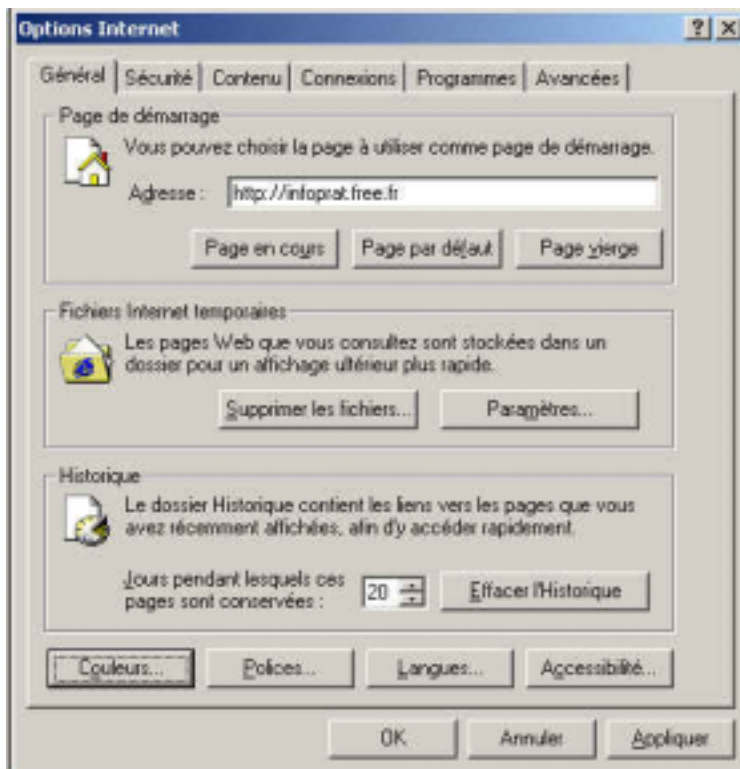 Options Internet
Général Sécurité Contenu Connexions Programmes Avancées
Page de démarrage
Vous pouvez choisir la page à utiliser comme page de démarrage.
Adresse : http://infoprat.free.fr
Page en cours Page par défaut Page vierge
Fichiers Internet temporaires
Les pages Web que vous consultez sont stockées dans un
dossier pour un affichage ultérieur plus rapide.
Supprimer les fichiers... Paramètres...
Historique
Le dossier Historique contient les liens vers les pages que vous
avez récemment affichées, afin d'y accéder rapidement.
Jours pendant lesquels ces
pages sont conservées : 20 Effacer l'Historique
Couleurs... Polices... Langues... Accessibilité...
OK Annuler Appliquer